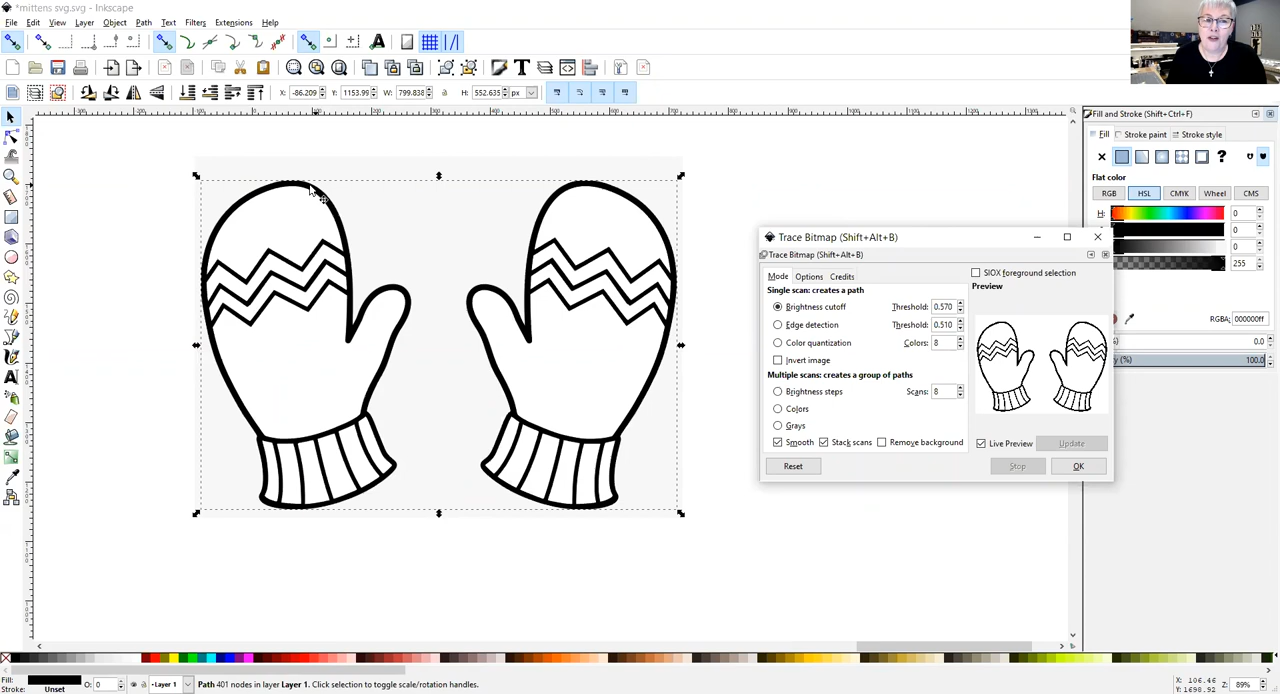 *mittens svg.svg - Inkscape
File Edit View Layer Object Path Text Filters Extensions Help
X: -86.209 Y: 1153.99 W: 799.838 H: 552.635 px
Fill and Stroke (Shift+Ctrl+F)
Fill Stroke paint Stroke style
?
Flat color
RGB HSL CMYK Wheel CMS
H: 0
0
0
255
RGBA: 000000ff
(%) 0.0
(%) 100.0
Trace Bitmap (Shift+Alt+B)
Trace Bitmap (Shift+Alt+B)
Mode Options Credits
SIOX foreground selection
Single scan: creates a path
Preview
Brightness cutoff Threshold: 0.570
Edge detection Threshold: 0.510
Color quantization Colors: 8
Invert image
Multiple scans: creates a group of paths
Brightness steps Scans: 8
Colors
Grays
Smooth Stack scans Remove background
Live Preview Update
Reset Stop OK
Fill:
Stroke: Unset
O: 0
Layer 1
Path 401 nodes in layer Layer 1. Click selection to toggle scale/rotation handles.
X: 106.46
Y: 1698.92
Z: 89%